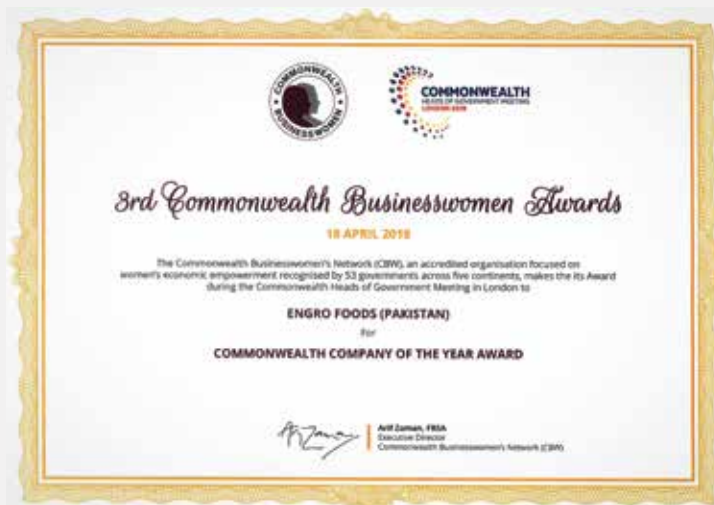 COMMONWEALTH
BUSINESSWOMEN
COMMONWEALTH
HEADS OF GOVERNMENT MEETING
LONDON 2018
3rd Commonwealth Businesswomen Awards
18 APRIL 2018
The Commonwealth Businesswomen's Network (CBW), an accredited organisation focused on
women's economic empowerment recognised by 53 governments across five continents, makes the its Award
during the Commonwealth Heads of Government Meeting in London to
ENGRO FOODS (PAKISTAN)
For
COMMONWEALTH COMPANY OF THE YEAR AWARD
Arif Zaman, FRSA
Executive Director
Commonwealth Businesswomen's Network (CBW)